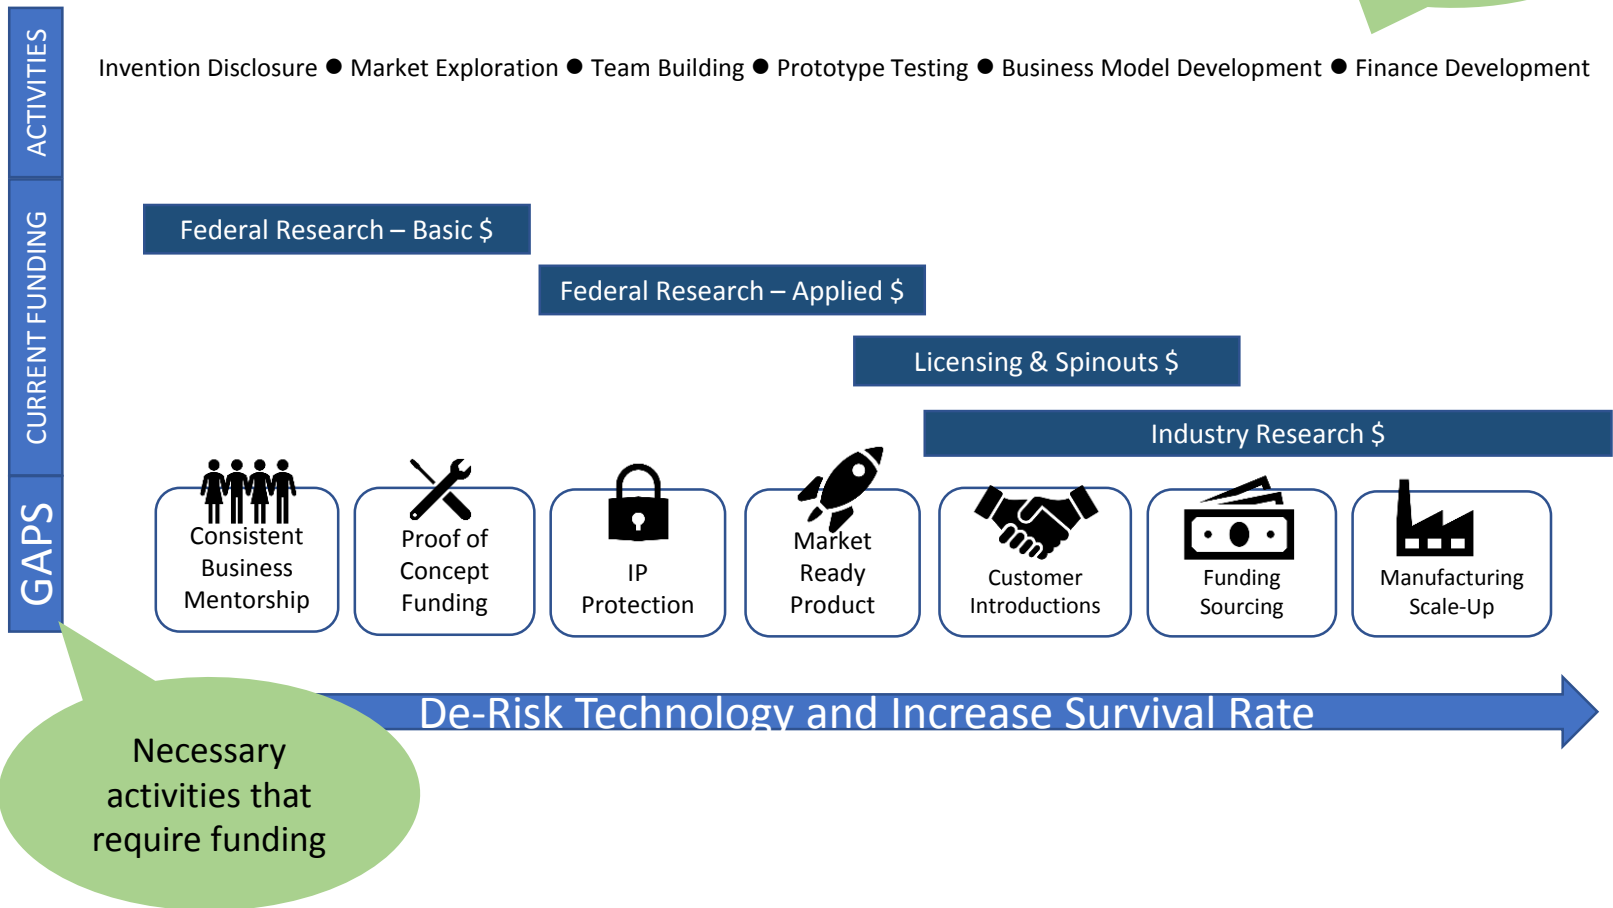 ACTIVITIES
Invention Disclosure ● Market Exploration ● Team Building ● Prototype Testing ● Business Model Development ● Finance Development
CURRENT FUNDING
Federal Research – Basic $
Federal Research – Applied $
Licensing & Spinouts $
Industry Research $
GAPS
Consistent
Business
Mentorship
Proof of
Concept
Funding
IP
Protection
Market
Ready
Product
Customer
Introductions
Funding
Sourcing
Manufacturing
Scale-Up
De-Risk Technology and Increase Survival Rate
Necessary
activities that
require funding